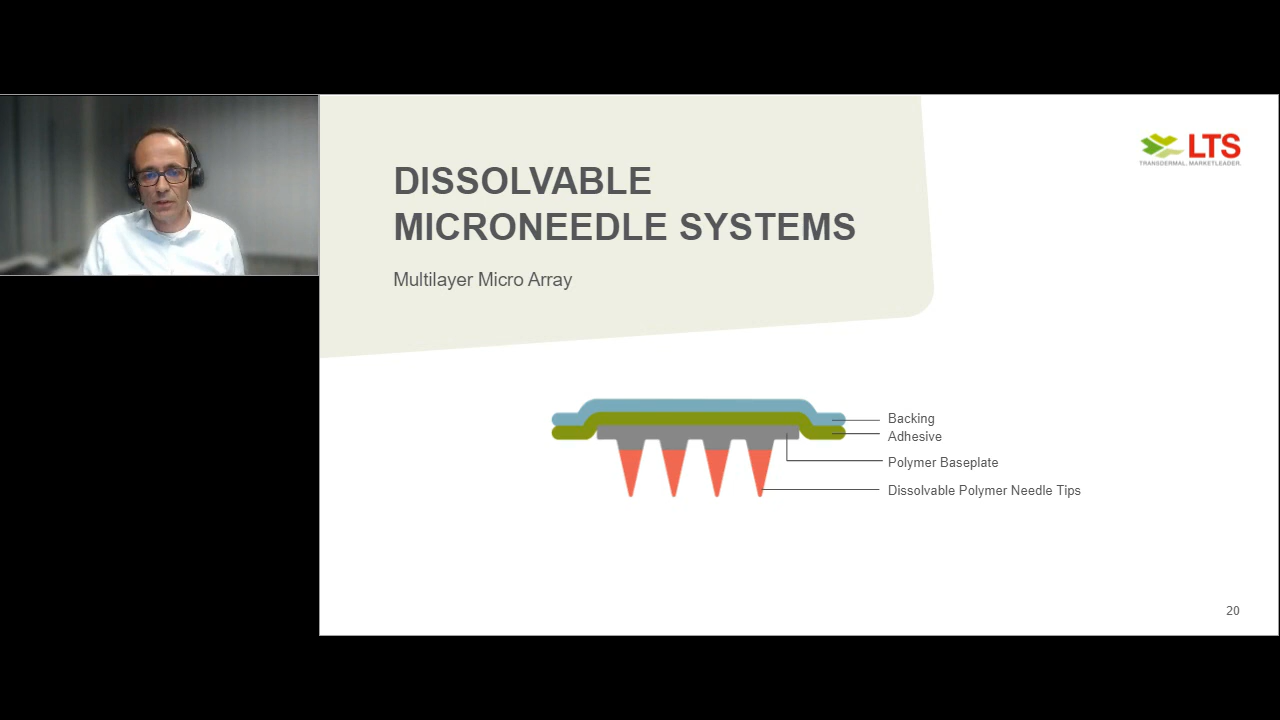 LTS
TRANSDERMAL. MARKETLEADER.
DISSOLVABLE
MICRONEEDLE SYSTEMS
Multilayer Micro Array
Backing
Adhesive
Polymer Baseplate
Dissolvable Polymer Needle Tips
20